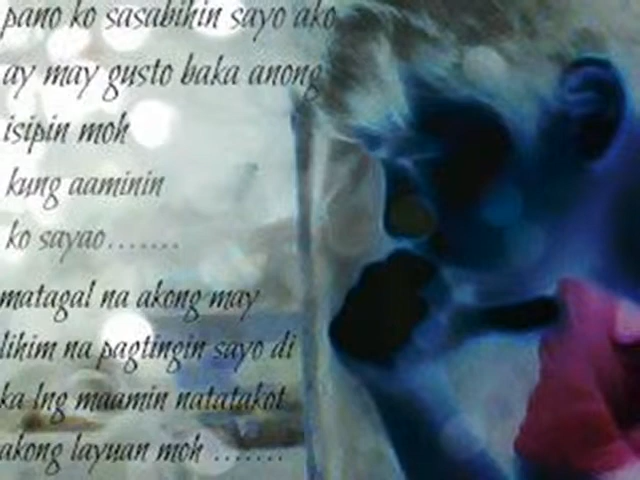 pano ko sasabihin sayo ako
ay may gusto baka anong
isipin moh
kung aaminin
ko sayao.......
matagal na akong may
lihim na pagtingin sayo di
ka lng maamin natatakot
akong layuan moh .......